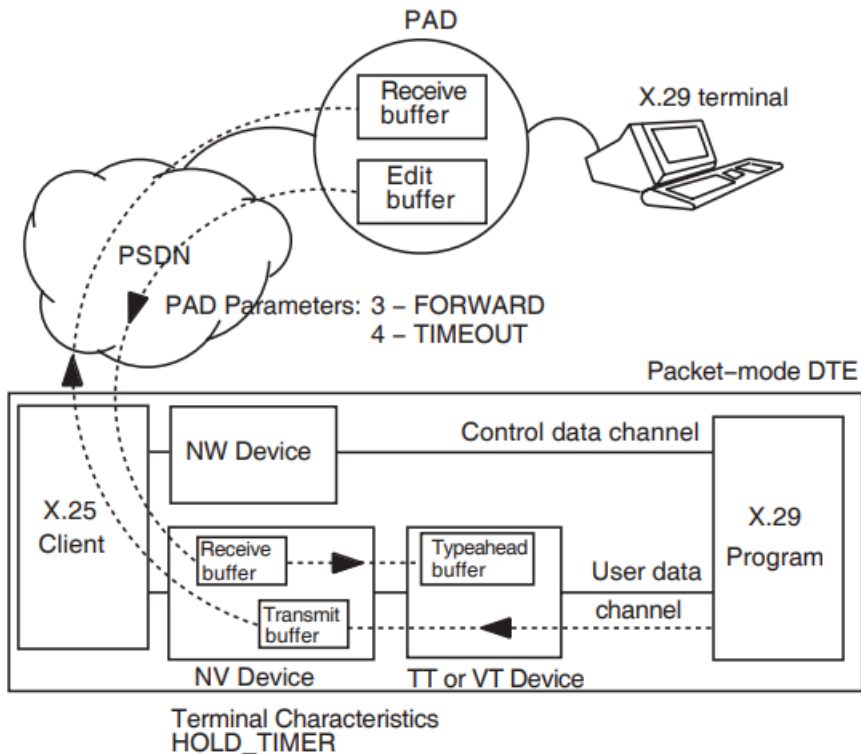 PAD
Receive
buffer
X.29 terminal
Edit
buffer
PSDN
PAD Parameters: 3 – FORWARD
4 – TIMEOUT
Packet–mode DTE
NW Device
Control data channel
X.25
Client
X.29
Program
Receive
buffer
Typeahead
buffer
User data
channel
Transmit
buffer
NV Device
TT or VT Device
Terminal Characteristics
HOLD_TIMER